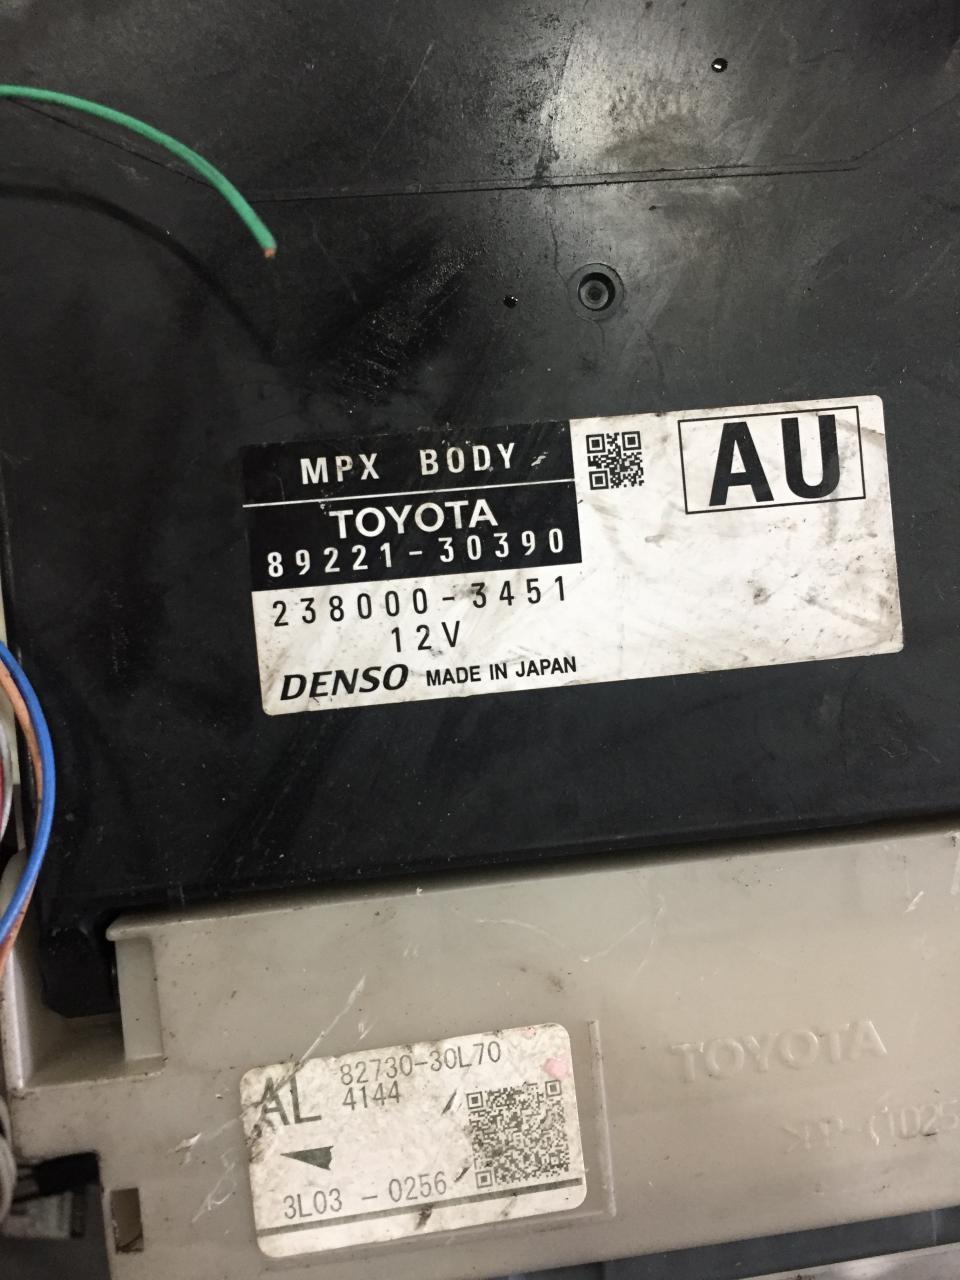 MPX BODY
TOYOTA
89221-30390
238000-3451
12V
DENSO MADE IN JAPAN
AU
AL
82730-30L70
4144
3L03 - 0256
TOYOTA